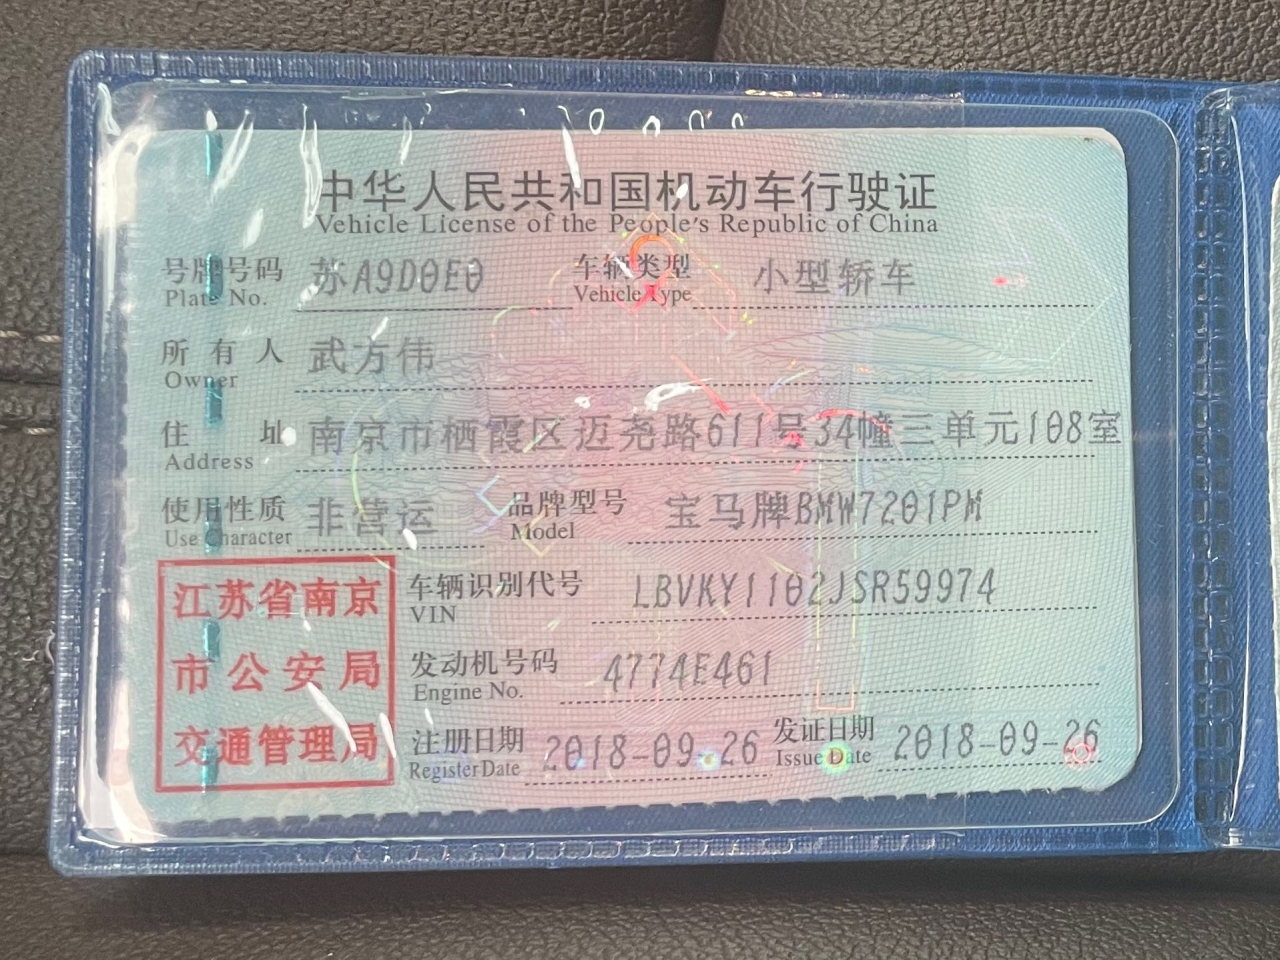 中华人民共和国机动车行驶证
Vehicle License of the People's Republic of China
号牌号码 苏A9D0E0 车辆类型 小型轿车
Plate No. Vehicle Type
所有人 武方伟
Owner
住址 南京市栖霞区迈尧路611号34幢三单元108室
Address
使用性质 非营运 品牌型号 宝马牌BMW7201PM
Use Character Model
江苏省南京
市公安局
交通管理局
车辆识别代号 LBVKY1102JSR59974
VIN
发动机号码 4774E461
Engine No.
注册日期 2018-09-26 发证日期 2018-09-26
Register Date Issue Date